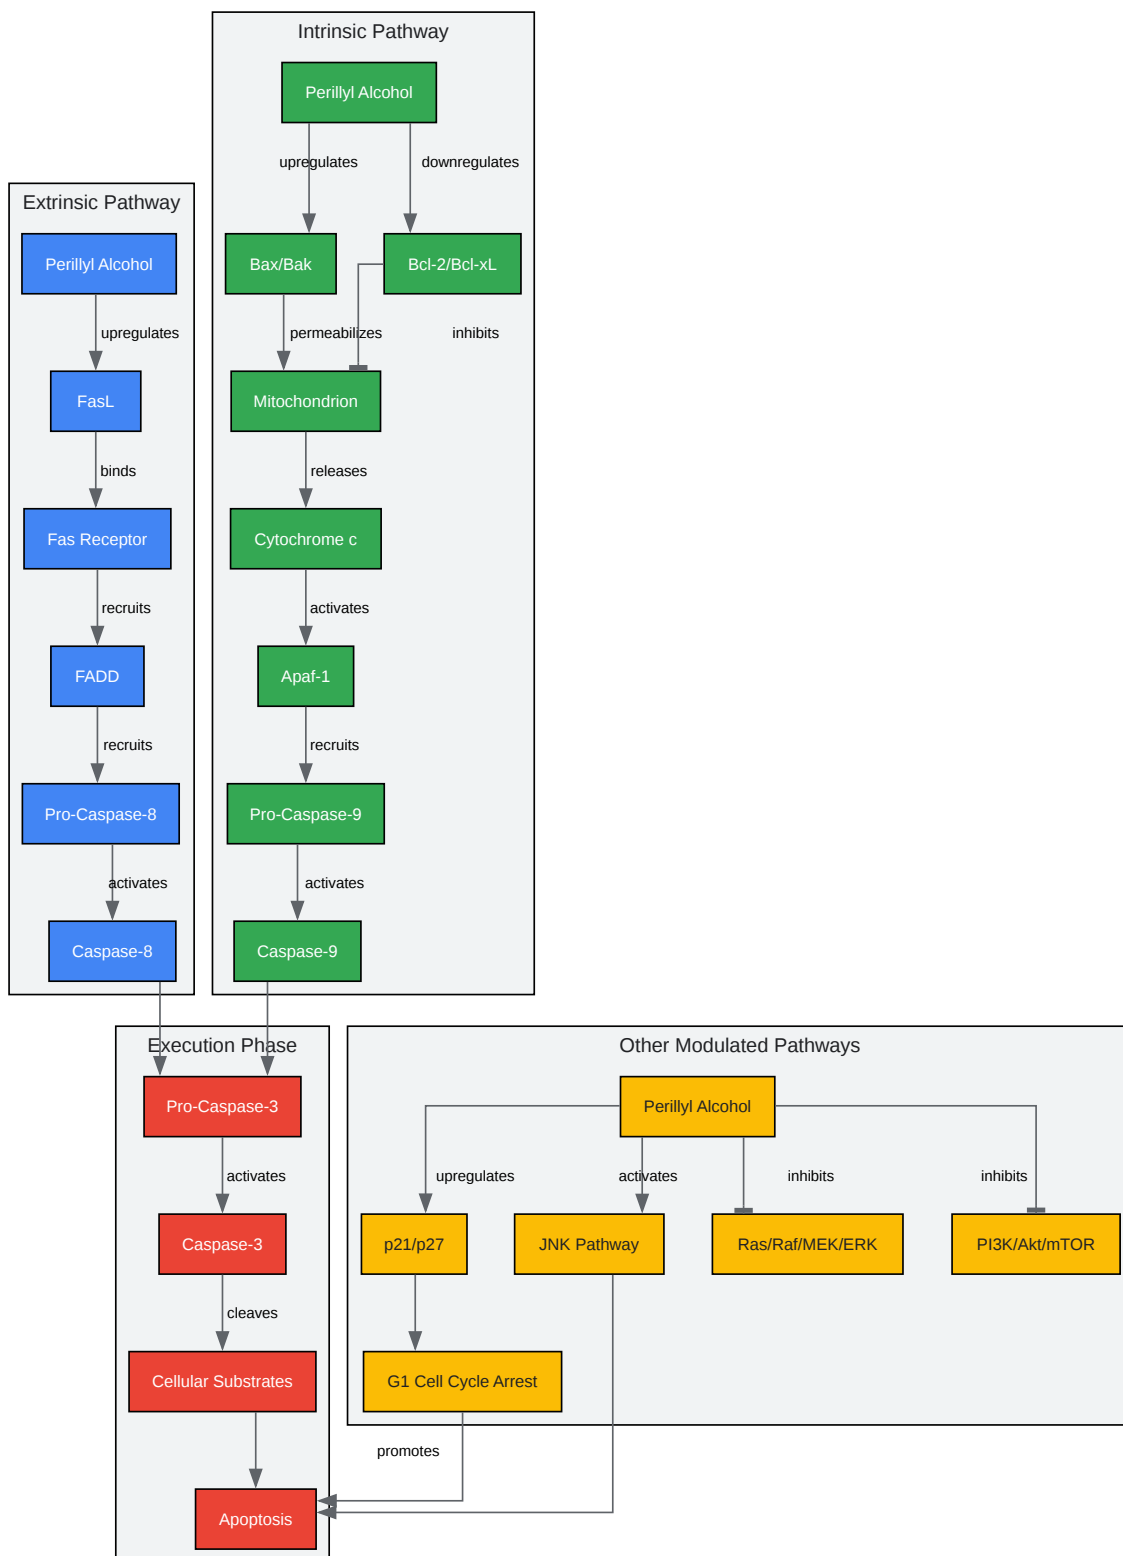 Intrinsic Pathway
Perillyl Alcohol
upregulates
downregulates
Bax/Bak
Bcl-2/Bcl-xL
permeabilizes
inhibits
Mitochondrion
releases
Cytochrome c
activates
Apaf-1
recruits
Pro-Caspase-9
activates
Caspase-9
Extrinsic Pathway
Perillyl Alcohol
upregulates
FasL
binds
Fas Receptor
recruits
FADD
recruits
Pro-Caspase-8
activates
Caspase-8
Execution Phase
Pro-Caspase-3
activates
Caspase-3
cleaves
Cellular Substrates
Apoptosis
Other Modulated Pathways
Perillyl Alcohol
upregulates
activates
inhibits
inhibits
p21/p27
JNK Pathway
Ras/Raf/MEK/ERK
PI3K/Akt/mTOR
G1 Cell Cycle Arrest
promotes